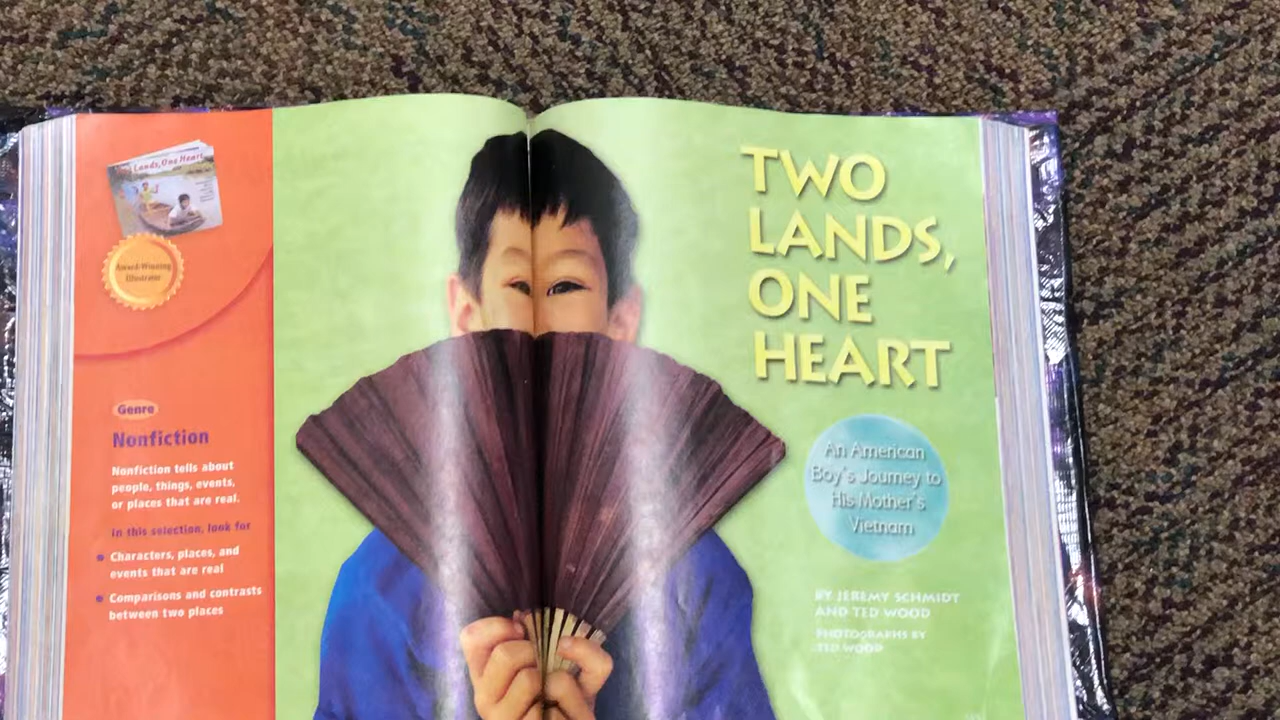 Lands, One Heart
Award-Winning
Illustrator
Genre
Nonfiction
Nonfiction tells about
people, things, events,
or places that are real.
In this selection, look for
• Characters, places, and
events that are real
• Comparisons and contrasts
between two places
TWO
LANDS,
ONE
HEART
An American
Boy's Journey to
His Mother's
Vietnam
BY JEREMY SCHMIDT
AND TED WOOD
PHOTOGRAPHS BY
TED WOOD